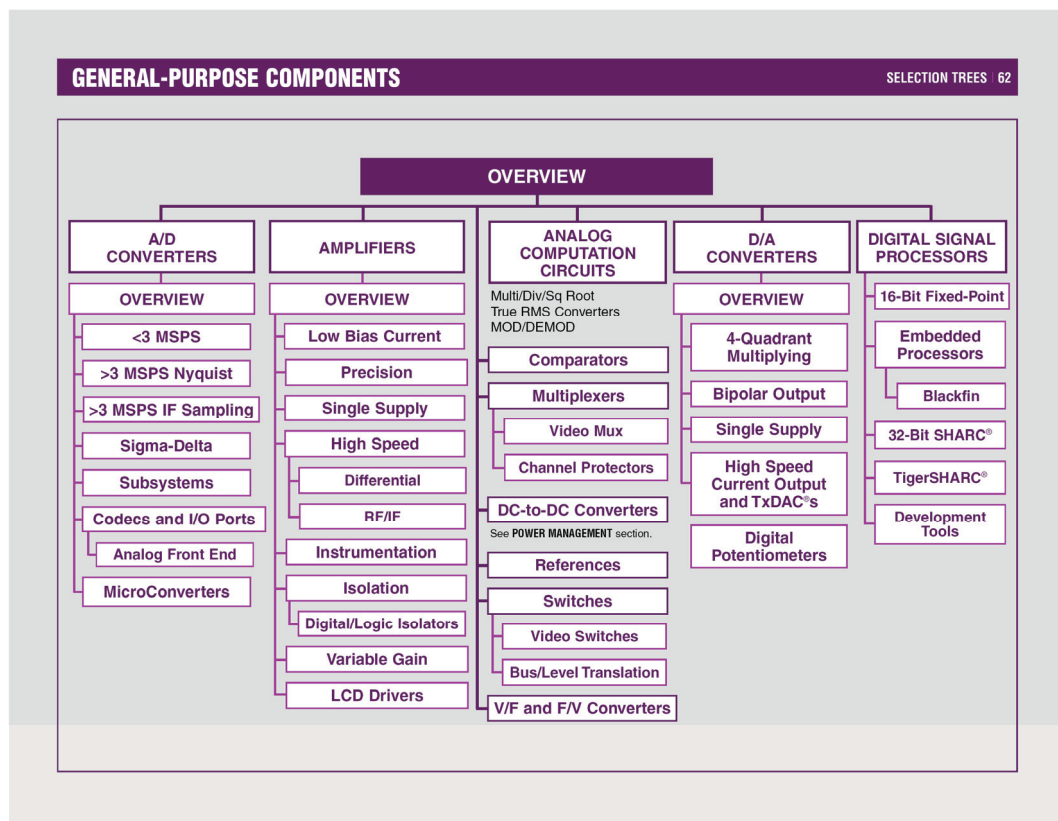 GENERAL-PURPOSE COMPONENTS
SELECTION TREES | 62
OVERVIEW
A/D
CONVERTERS
OVERVIEW
<3 MSPS
>3 MSPS Nyquist
>3 MSPS IF Sampling
Sigma-Delta
Subsystems
Codecs and I/O Ports
Analog Front End
MicroConverters
AMPLIFIERS
OVERVIEW
Low Bias Current
Precision
Single Supply
High Speed
Differential
RF/IF
Instrumentation
Isolation
Digital/Logic Isolators
Variable Gain
LCD Drivers
ANALOG
COMPUTATION
CIRCUITS
Multi/Div/Sq Root
True RMS Converters
MOD/DEMOD
Comparators
Multiplexers
Video Mux
Channel Protectors
DC-to-DC Converters
See POWER MANAGEMENT section.
References
Switches
Video Switches
Bus/Level Translation
V/F and F/V Converters
D/A
CONVERTERS
OVERVIEW
4-Quadrant
Multiplying
Bipolar Output
Single Supply
High Speed
Current Output
and TxDAC®s
Digital
Potentiometers
DIGITAL SIGNAL
PROCESSORS
16-Bit Fixed-Point
Embedded
Processors
Blackfin
32-Bit SHARC®
TigerSHARC®
Development
Tools